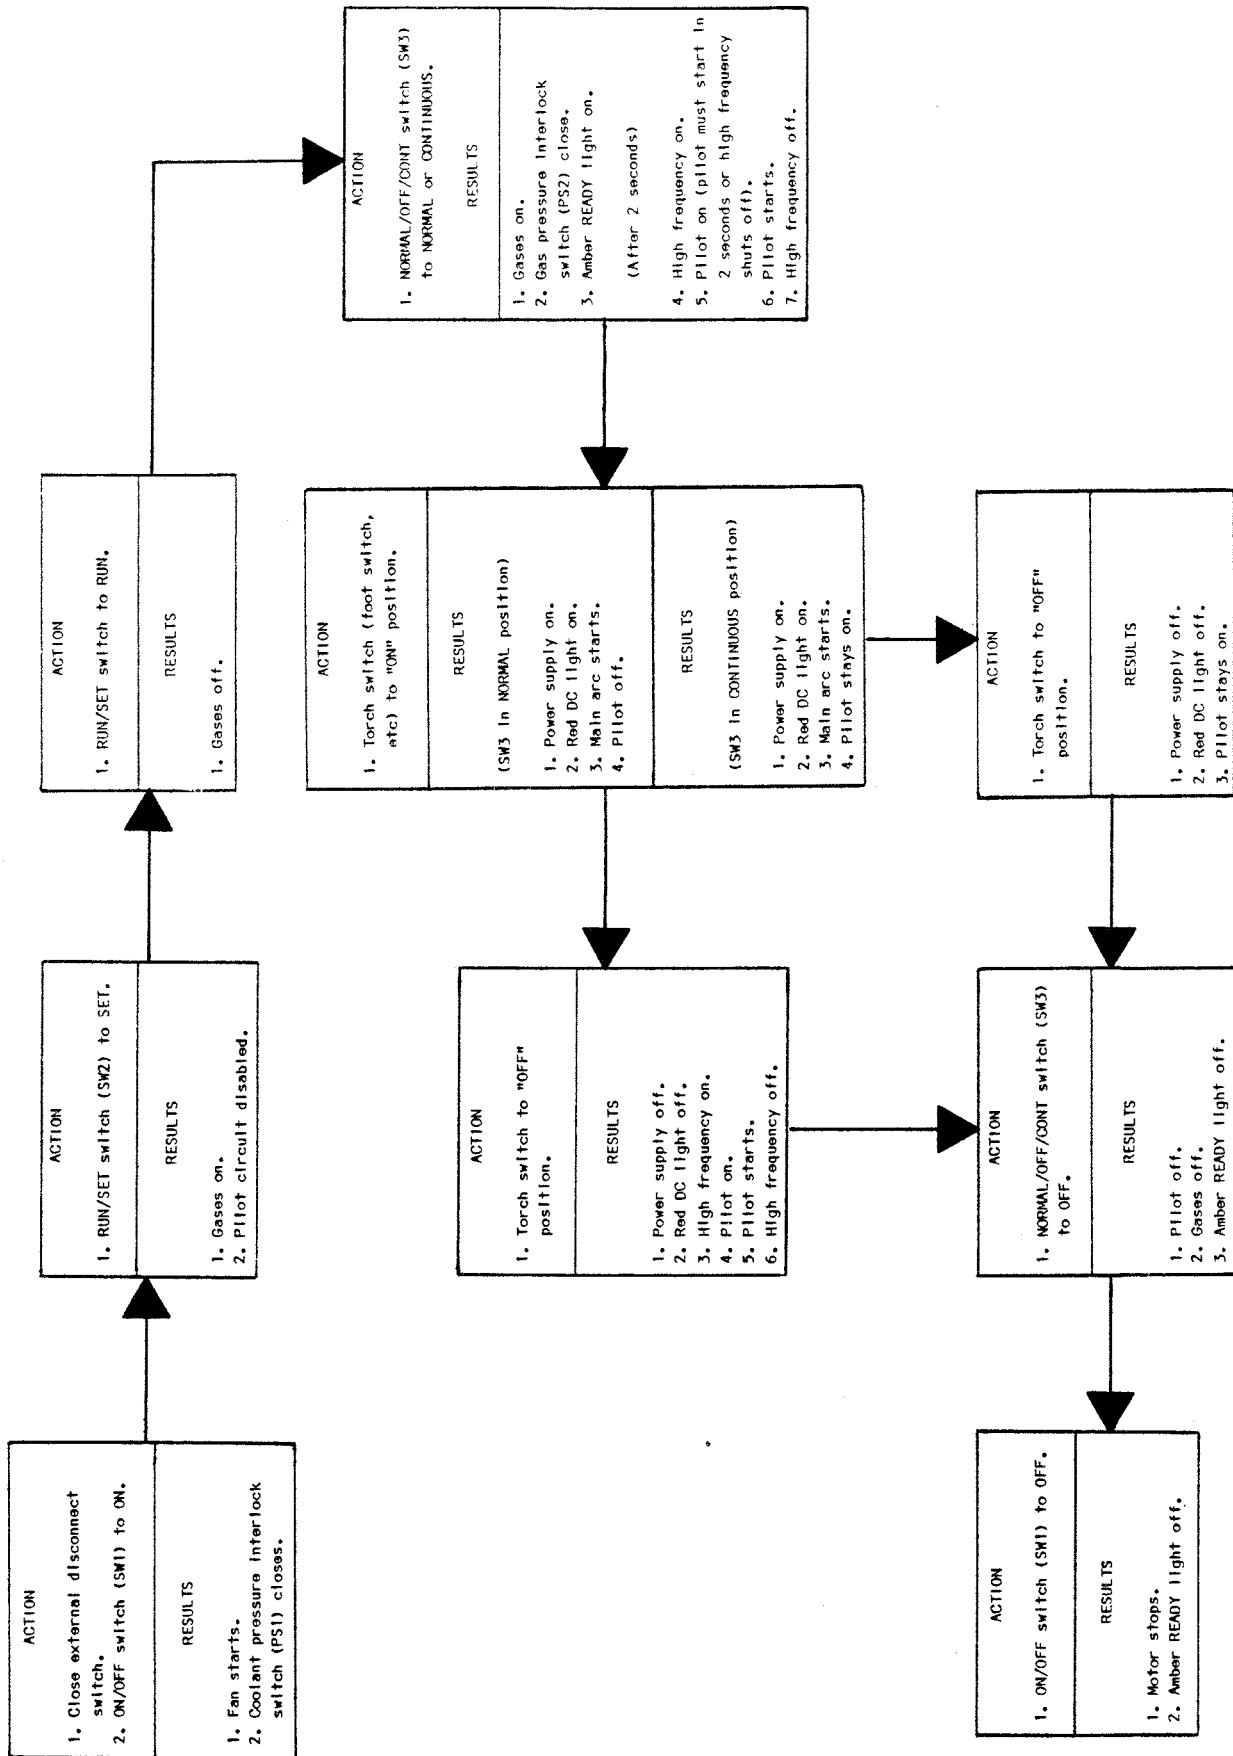 ACTION
1. Close external disconnect
switch.
2. ON/OFF switch (SW1) to ON.
RESULTS
1. Fan starts.
2. Coolant pressure interlock
switch (PS1) closes.
ACTION
1. RUN/SET switch (SW2) to SET.
RESULTS
1. Gases on.
2. Pilot circuit disabled.
ACTION
1. RUN/SET switch to RUN.
RESULTS
1. Gases off.
ACTION
1. NORMAL/OFF/CONT switch (SW3)
to NORMAL or CONTINUOUS.
RESULTS
1. Gases on.
2. Gas pressure Interlock
switch (PS2) close.
3. Amber READY light on.
(After 2 seconds)
4. High frequency on.
5. Pilot on (pilot must start in
2 seconds or high frequency
shuts off).
6. Pilot starts.
7. High frequency off.
ACTION
1. Torch switch (foot switch,
etc) to "ON" position.
RESULTS
(SW3 In NORMAL position)
1. Power supply on.
2. Red DC light on.
3. Main arc starts.
4. Pilot off.
RESULTS
(SW3 In CONTINUOUS position)
1. Power supply on.
2. Red DC light on.
3. Main arc starts.
4. Pilot stays on.
ACTION
1. Torch switch to "OFF"
position.
RESULTS
1. Power supply off.
2. Red DC light off.
3. High frequency on.
4. Pilot on.
5. Pilot starts.
6. High frequency off.
ACTION
1. Torch switch to "OFF"
position.
RESULTS
1. Power supply off.
2. Red DC light off.
3. Pilot stays on.
ACTION
1. NORMAL/OFF/CONT switch (SW3)
to OFF.
RESULTS
1. Pilot off.
2. Gases off.
3. Amber READY light off.
ACTION
1. ON/OFF switch (SW1) to OFF.
RESULTS
1. Motor stops.
2. Amber READY light off.